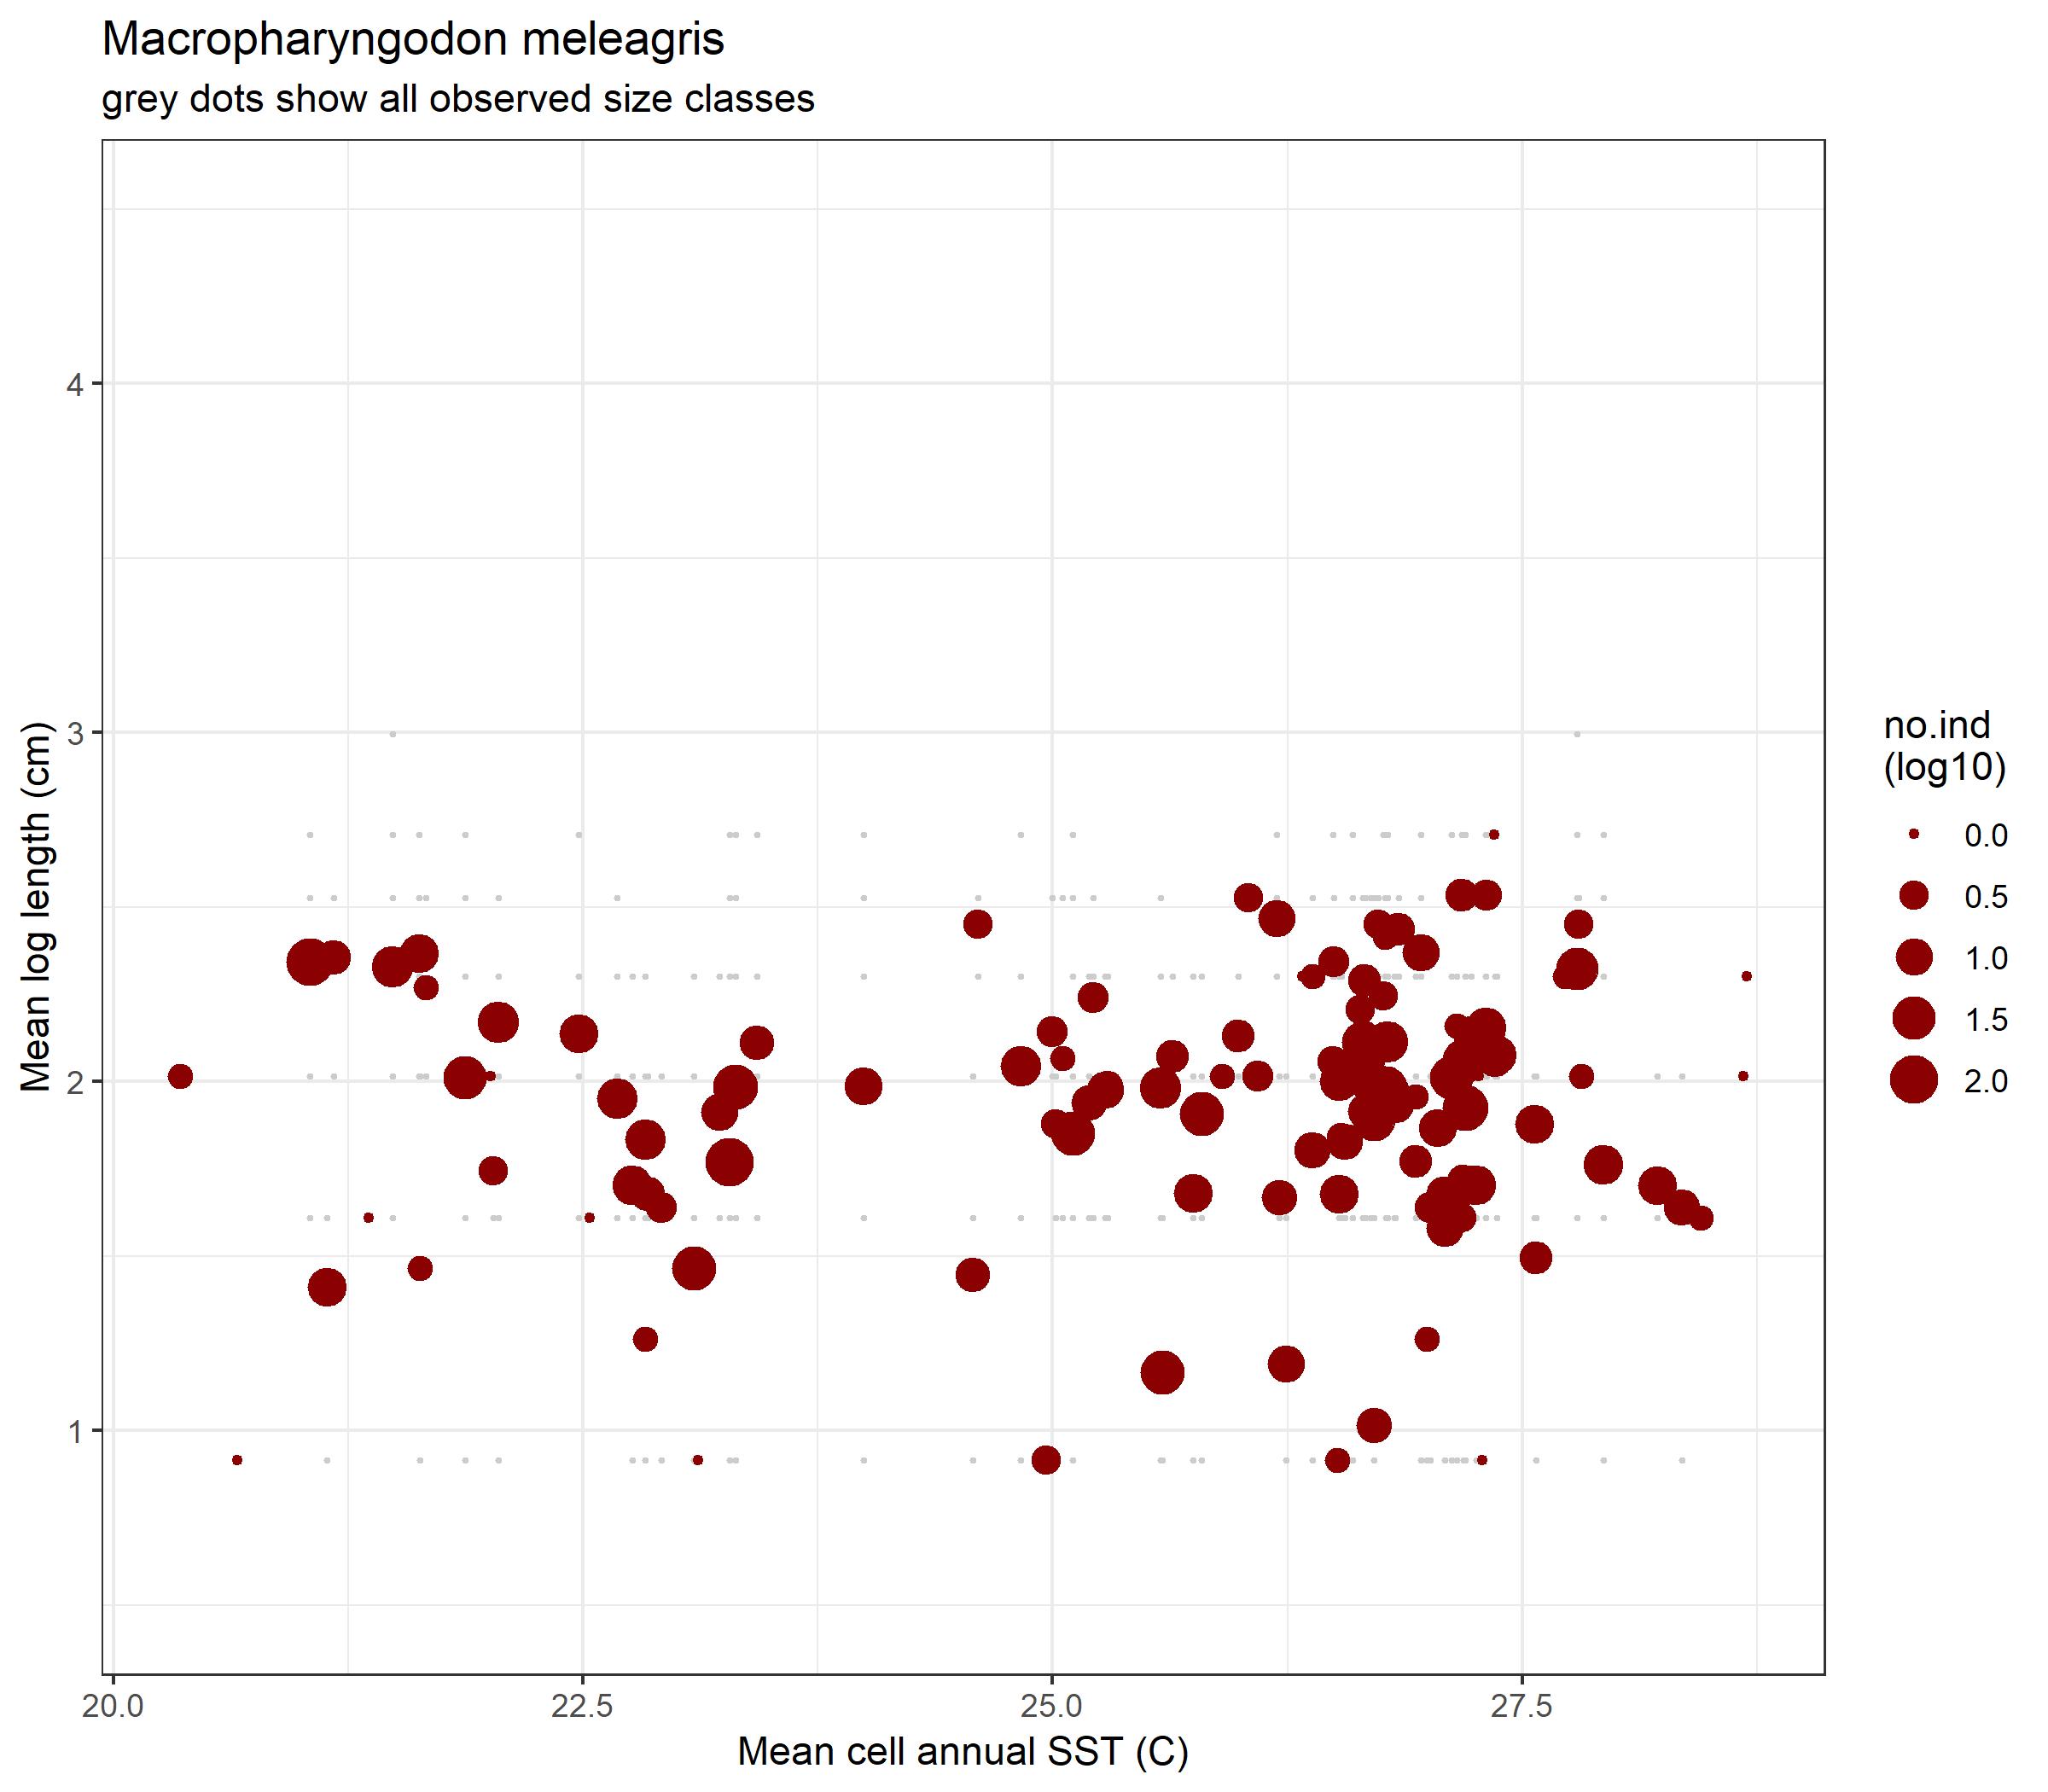 Macropharyngodon meleagris
grey dots show all observed size classes
Mean log length (cm)
4
3
2
1
20.0
22.5
25.0
27.5
Mean cell annual SST (C)
no.ind
(log10)
0.0
0.5
1.0
1.5
2.0